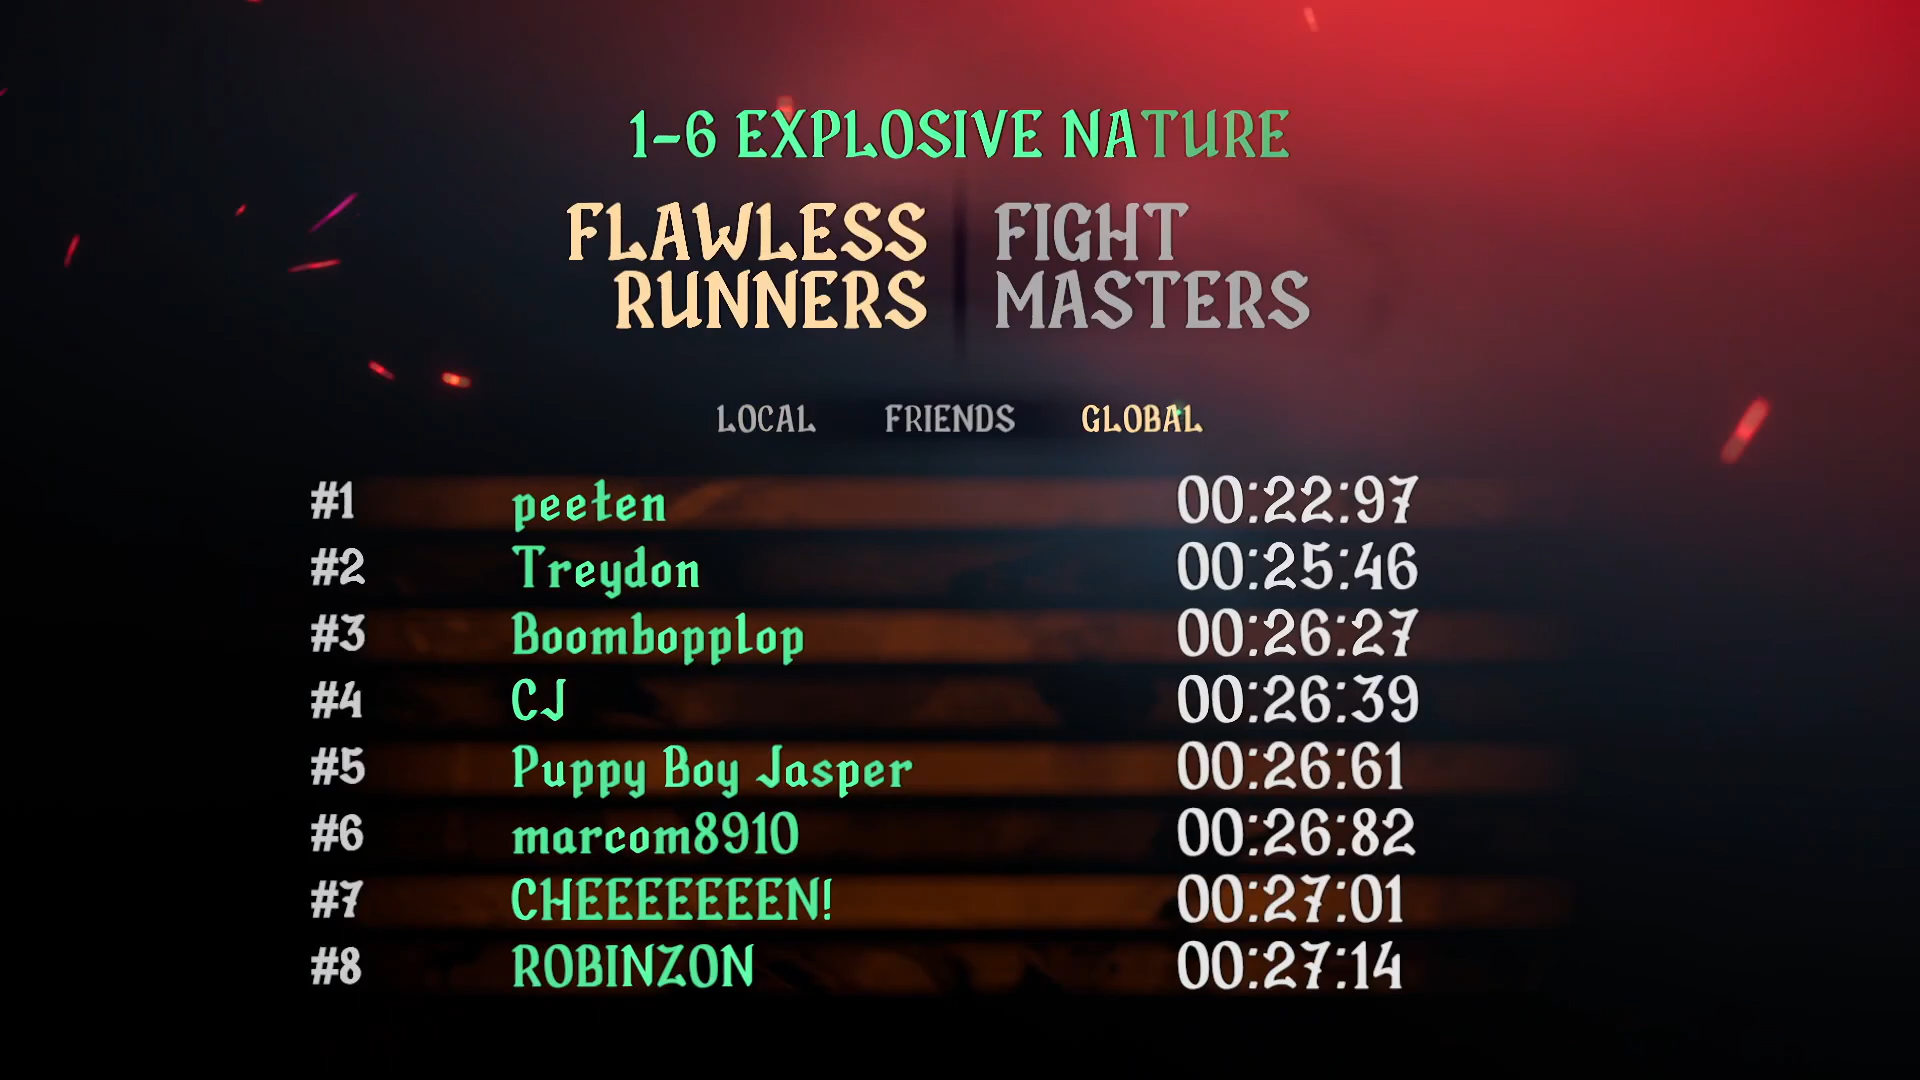 1-6 EXPLOSIVE NATURE
FLAWLESS RUNNERS
FIGHT MASTERS
LOCAL FRIENDS GLOBAL
#1 peeten 00:22:97
#2 Treydon 00:25:46
#3 Boombopplop 00:26:27
#4 CJ 00:26:39
#5 Puppy Boy Jasper 00:26:61
#6 marcom8910 00:26:82
#7 CHEEEEEEEN! 00:27:01
#8 ROBINZON 00:27:14